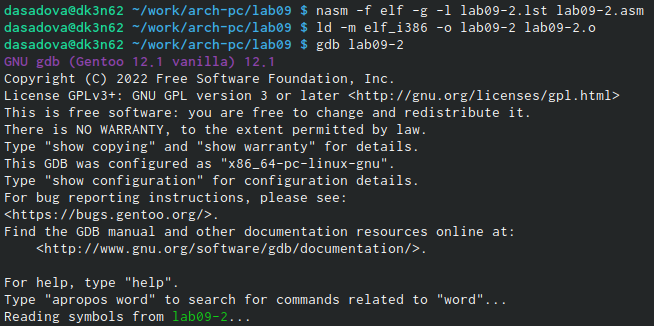 dasadova@dk3n62 ~/work/arch-pc/lab09 $ nasm -f elf -g -l lab09-2.lst lab09-2.asm
dasadova@dk3n62 ~/work/arch-pc/lab09 $ ld -m elf_i386 -o lab09-2 lab09-2.o
dasadova@dk3n62 ~/work/arch-pc/lab09 $ gdb lab09-2
GNU gdb (Gentoo 12.1 vanilla) 12.1
Copyright (C) 2022 Free Software Foundation, Inc.
License GPLv3+: GNU GPL version 3 or later <http://gnu.org/licenses/gpl.html>
This is free software: you are free to change and redistribute it.
There is NO WARRANTY, to the extent permitted by law.
Type "show copying" and "show warranty" for details.
This GDB was configured as "x86_64-pc-linux-gnu".
Type "show configuration" for configuration details.
For bug reporting instructions, please see:
<https://bugs.gentoo.org/>.
Find the GDB manual and other documentation resources online at:
    <http://www.gnu.org/software/gdb/documentation/>.

For help, type "help".
Type "apropos word" to search for commands related to "word"...
Reading symbols from lab09-2...